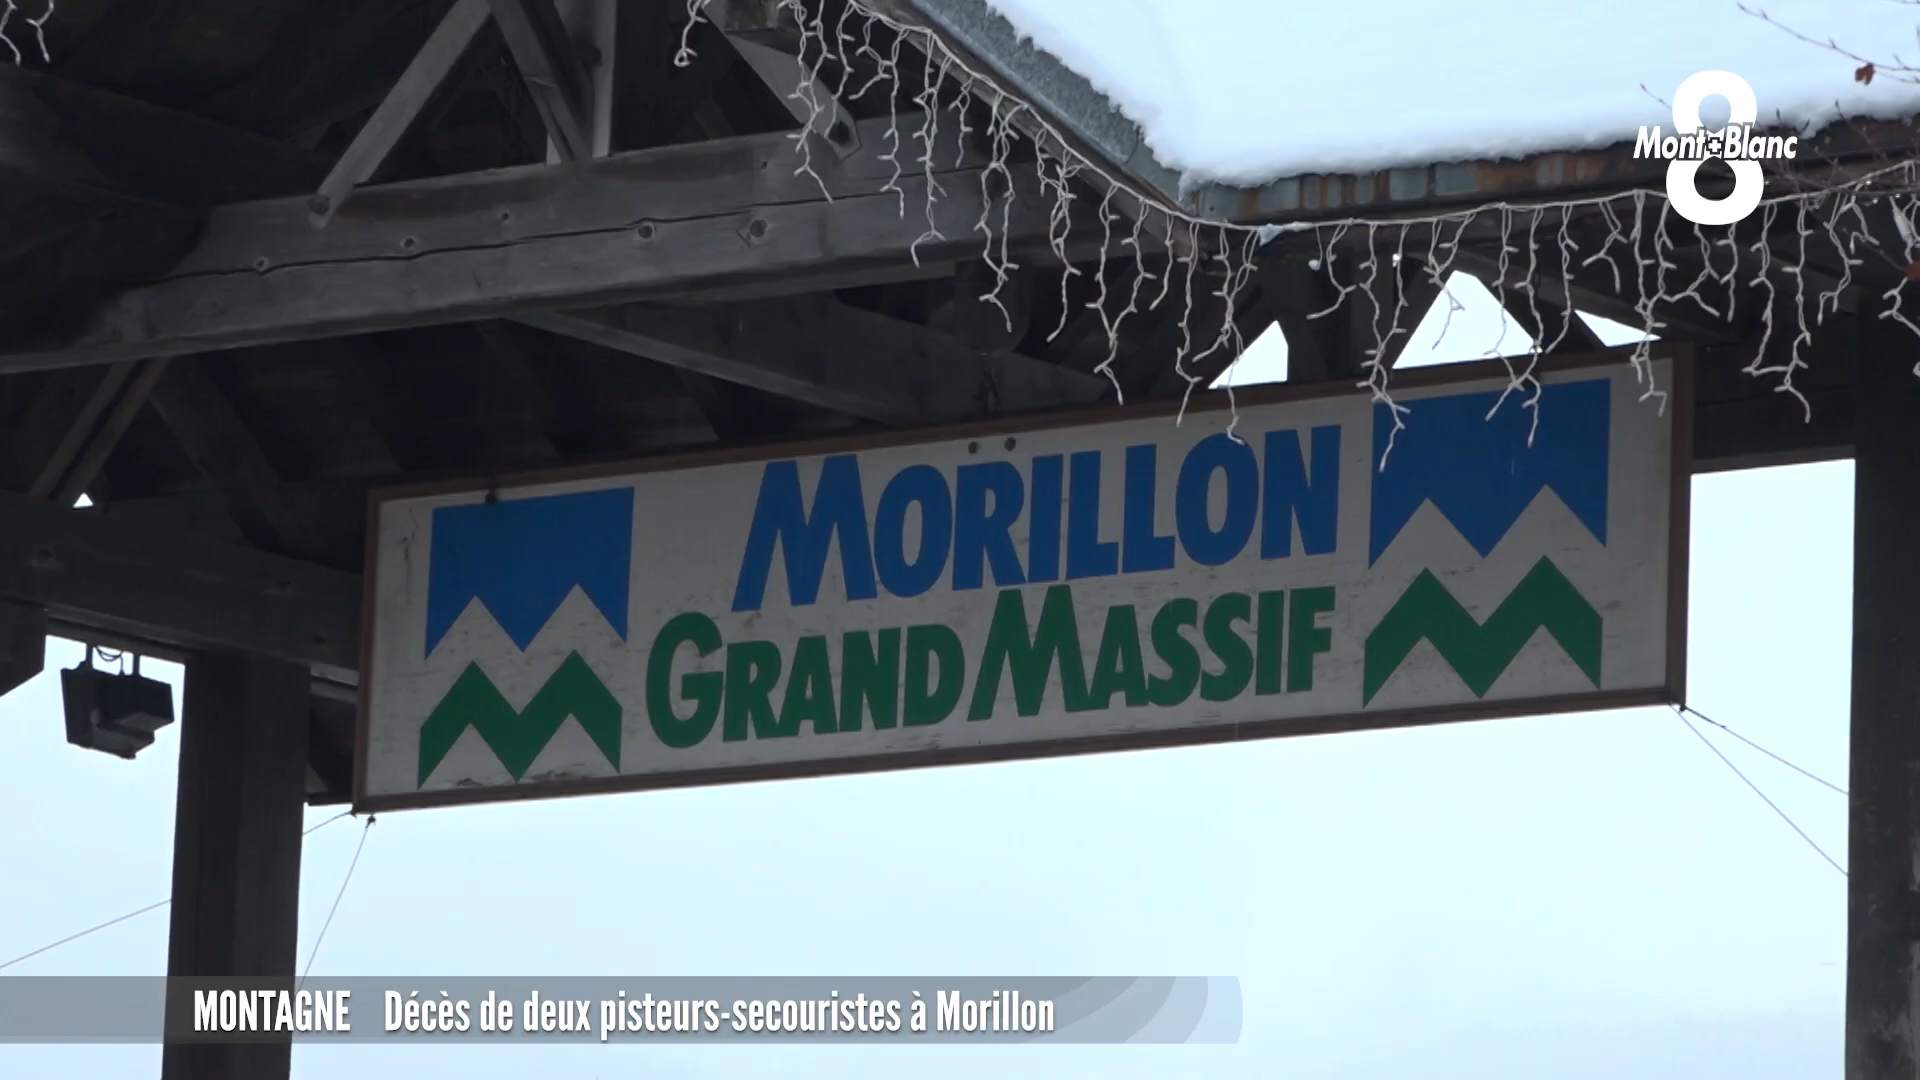 8
Mont Blanc
MORILLON
GRAND MASSIF
MONTAGNE Décès de deux pisteurs-secouristes à Morillon